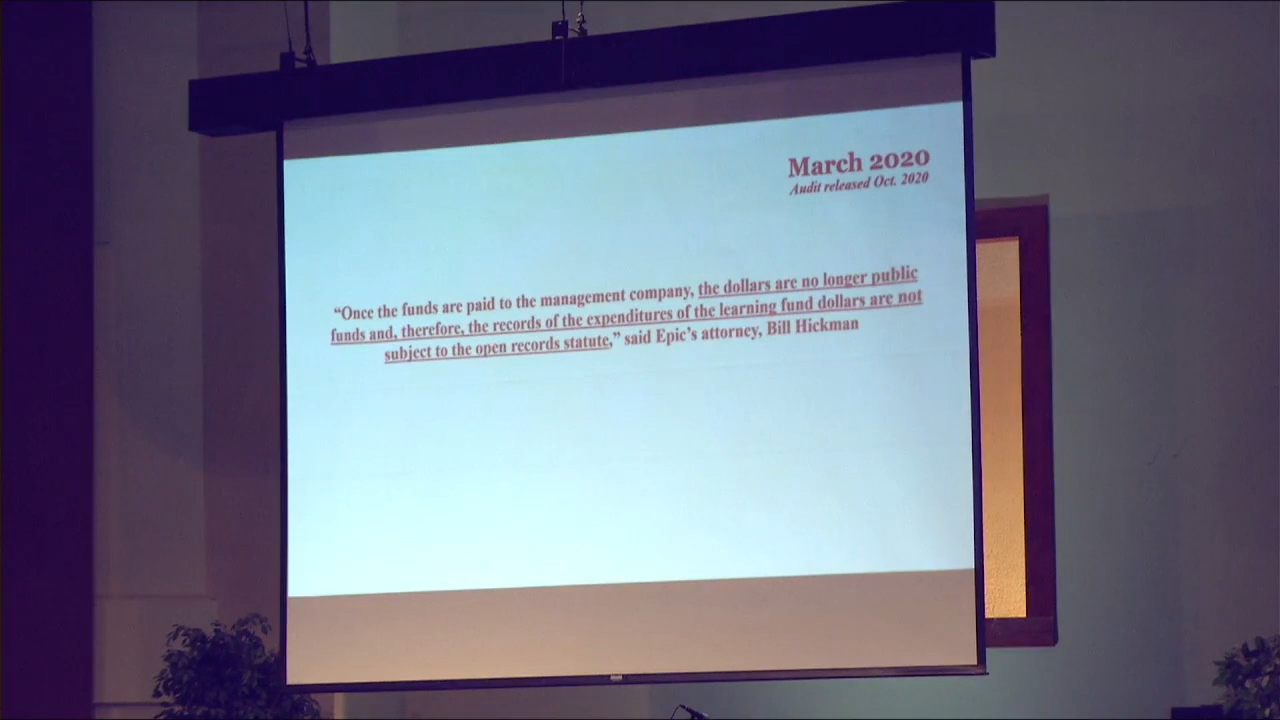 March 2020
Audit released Oct. 2020
“Once the funds are paid to the management company, the dollars are no longer public
funds and, therefore, the records of the expenditures of the learning fund dollars are not
subject to the open records statute,” said Epic’s attorney, Bill Hickman